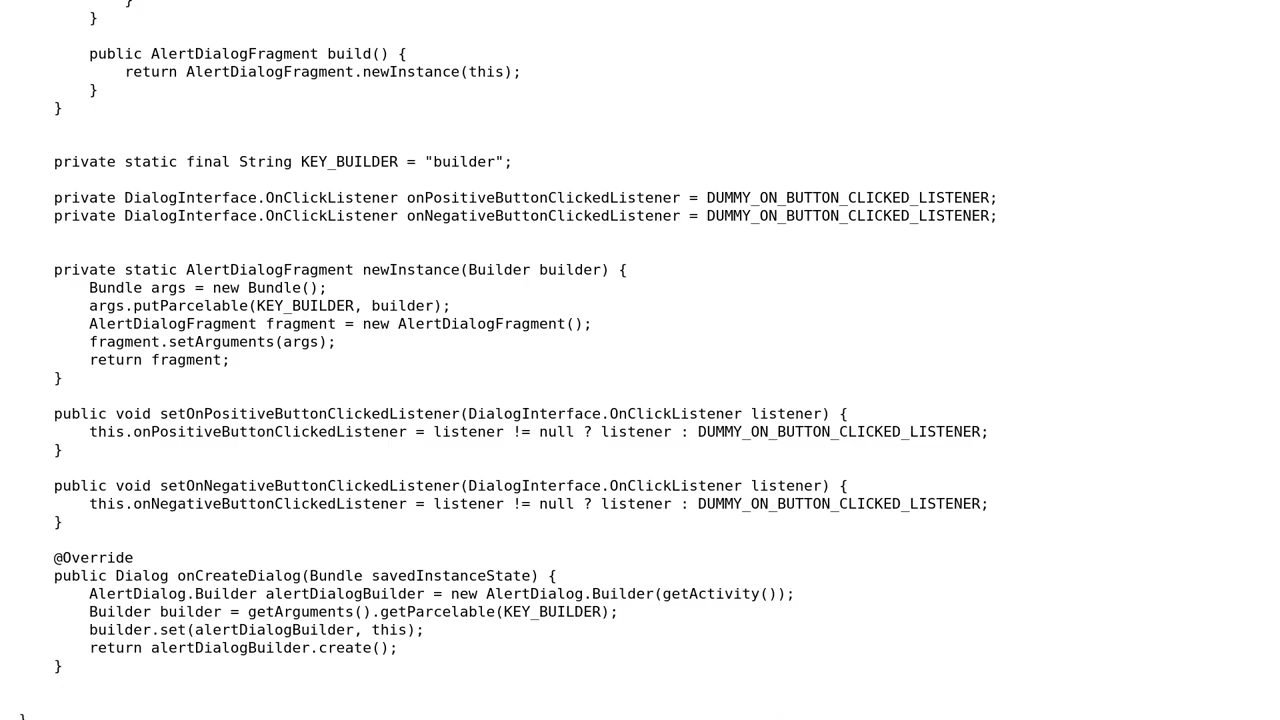 }
}

public AlertDialogFragment build() {
return AlertDialogFragment.newInstance(this);
}
}

private static final String KEY_BUILDER = "builder";

private DialogInterface.OnClickListener onPositiveButtonClickedListener = DUMMY_ON_BUTTON_CLICKED_LISTENER;
private DialogInterface.OnClickListener onNegativeButtonClickedListener = DUMMY_ON_BUTTON_CLICKED_LISTENER;

private static AlertDialogFragment newInstance(Builder builder) {
Bundle args = new Bundle();
args.putParcelable(KEY_BUILDER, builder);
AlertDialogFragment fragment = new AlertDialogFragment();
fragment.setArguments(args);
return fragment;
}

public void setOnPositiveButtonClickedListener(DialogInterface.OnClickListener listener) {
this.onPositiveButtonClickedListener = listener != null ? listener : DUMMY_ON_BUTTON_CLICKED_LISTENER;
}

public void setOnNegativeButtonClickedListener(DialogInterface.OnClickListener listener) {
this.onNegativeButtonClickedListener = listener != null ? listener : DUMMY_ON_BUTTON_CLICKED_LISTENER;
}

@Override
public Dialog onCreateDialog(Bundle savedInstanceState) {
AlertDialog.Builder alertDialogBuilder = new AlertDialog.Builder(getActivity());
Builder builder = getArguments().getParcelable(KEY_BUILDER);
builder.set(alertDialogBuilder, this);
return alertDialogBuilder.create();
}

}